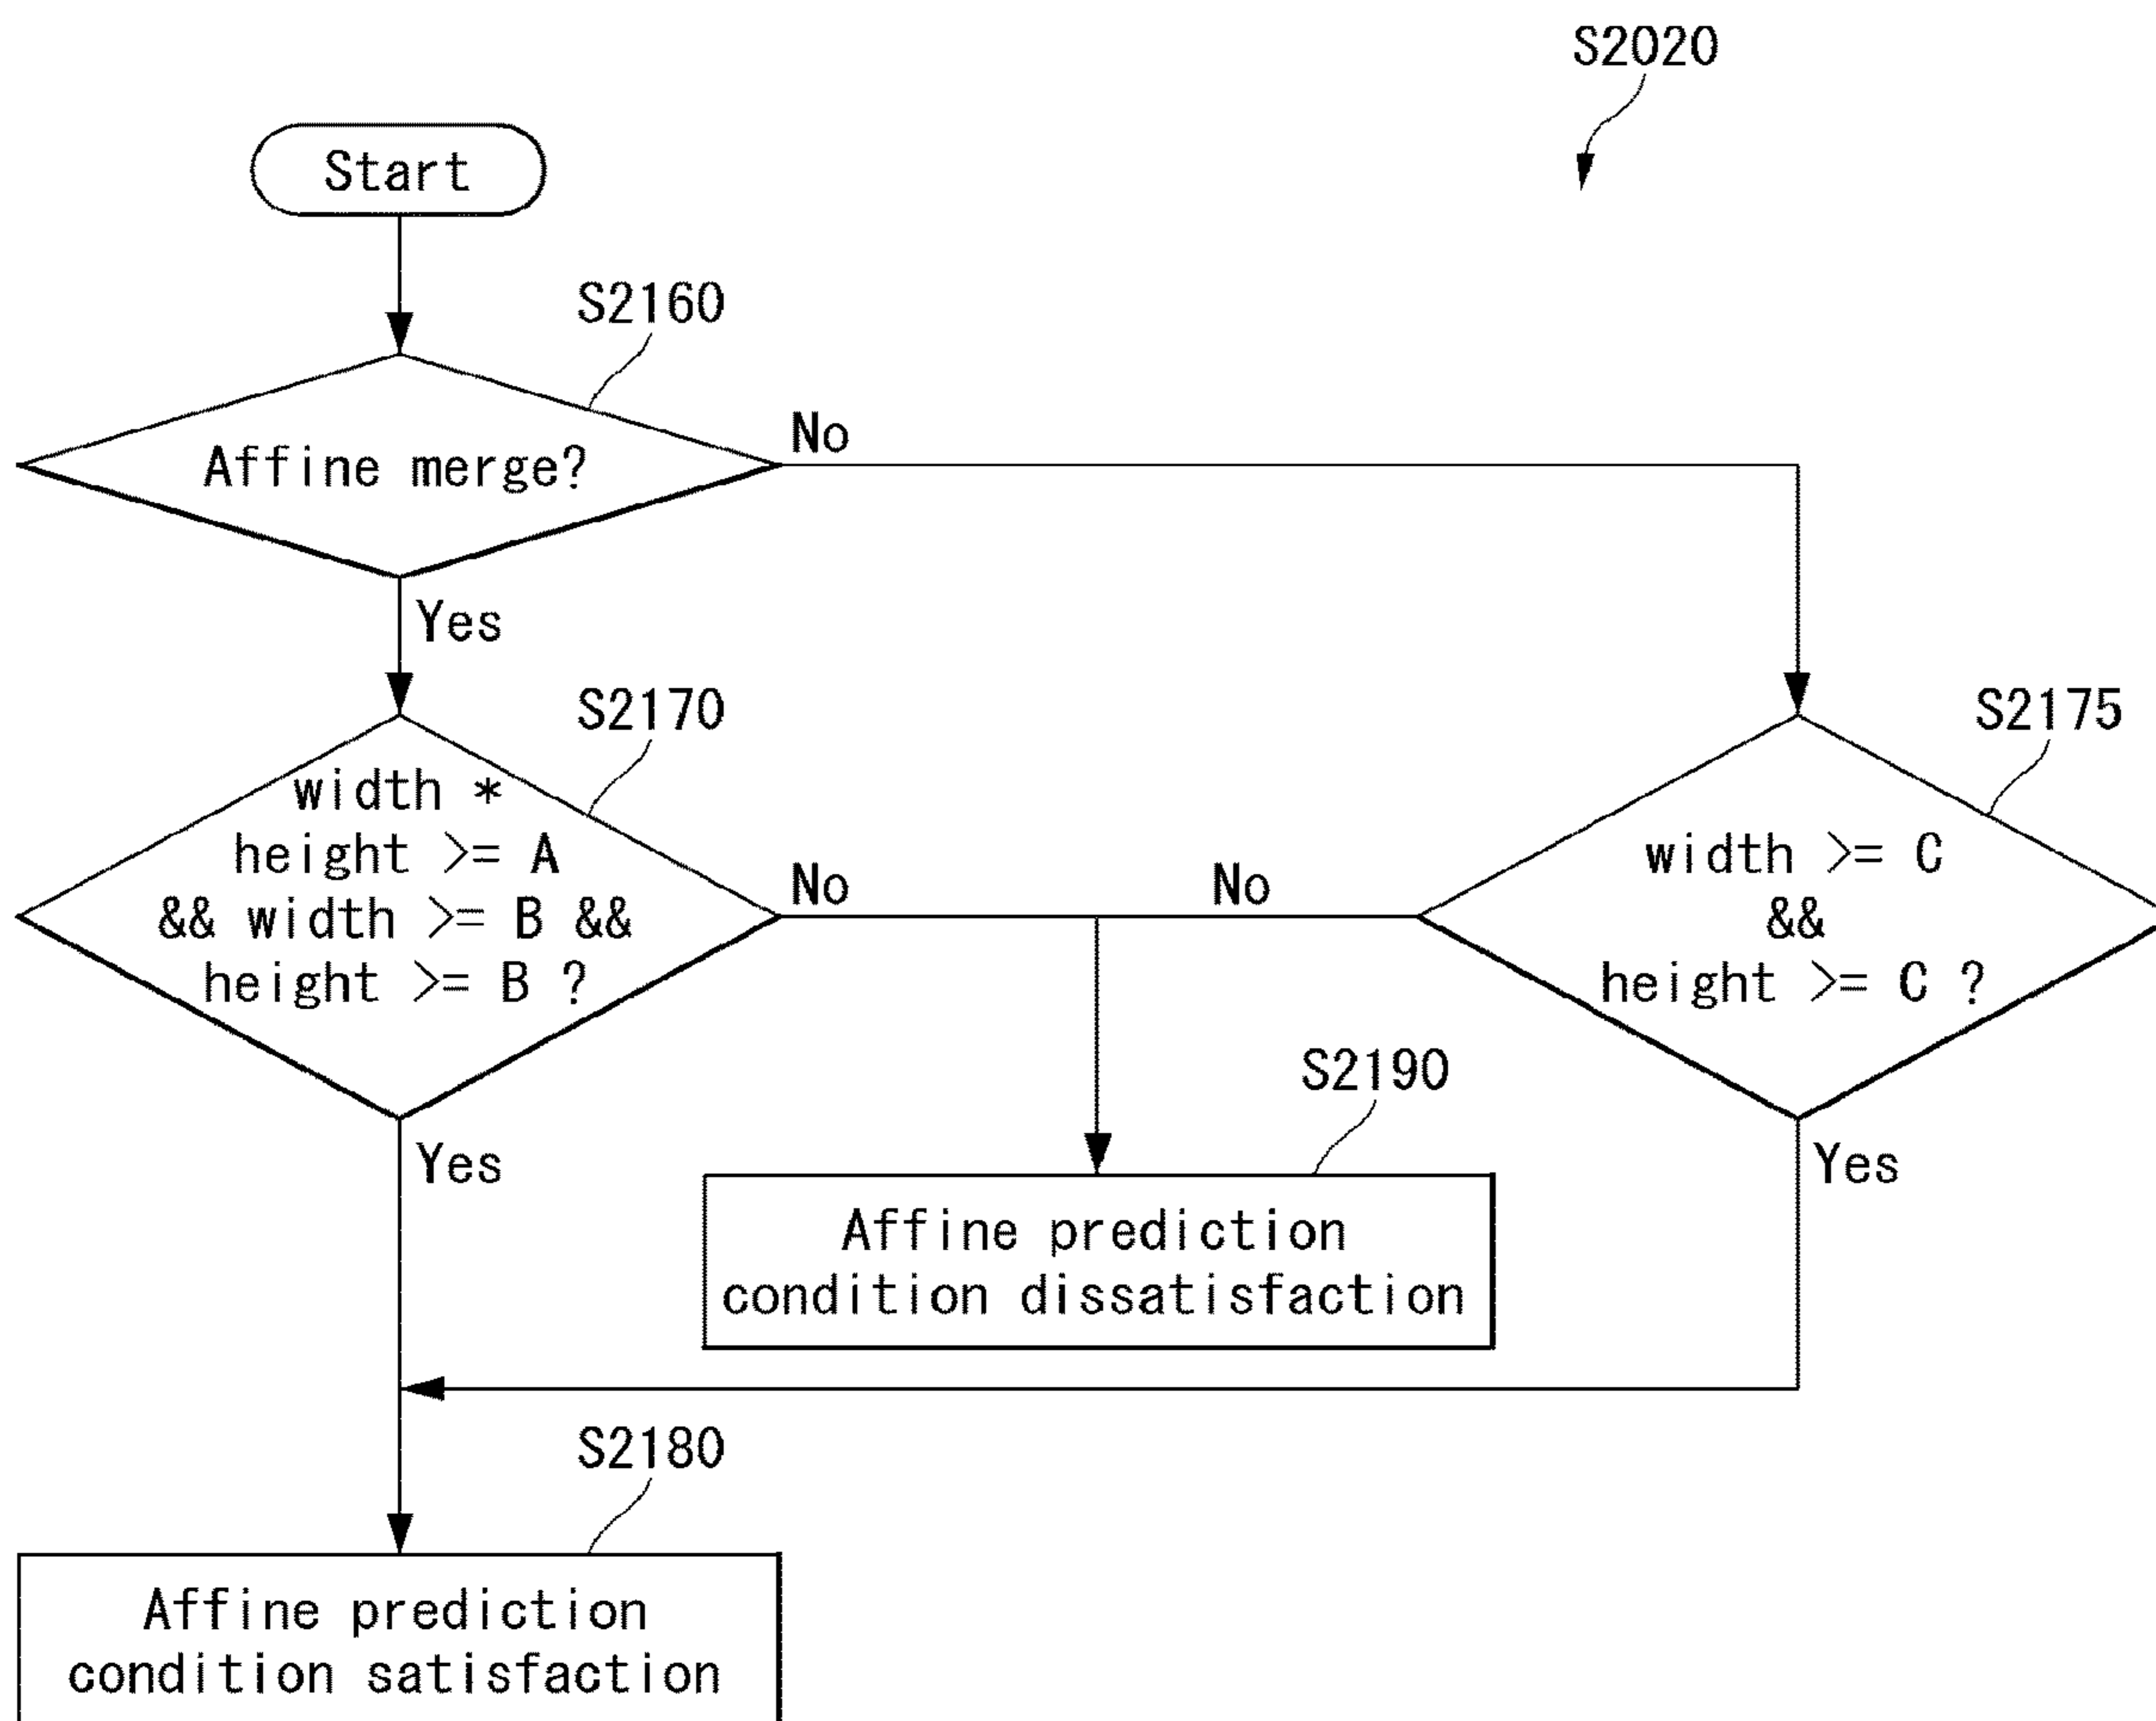 S2020
Start
S2160
Affine merge?
No
Yes
S2170
S2175
width *
height >= A
&& width >= B &&
height >= B ?
No
No
width >= C
&&
height >= C ?
S2190
Yes
Yes
Affine prediction
condition dissatisfaction
S2180
Affine prediction
condition satisfaction